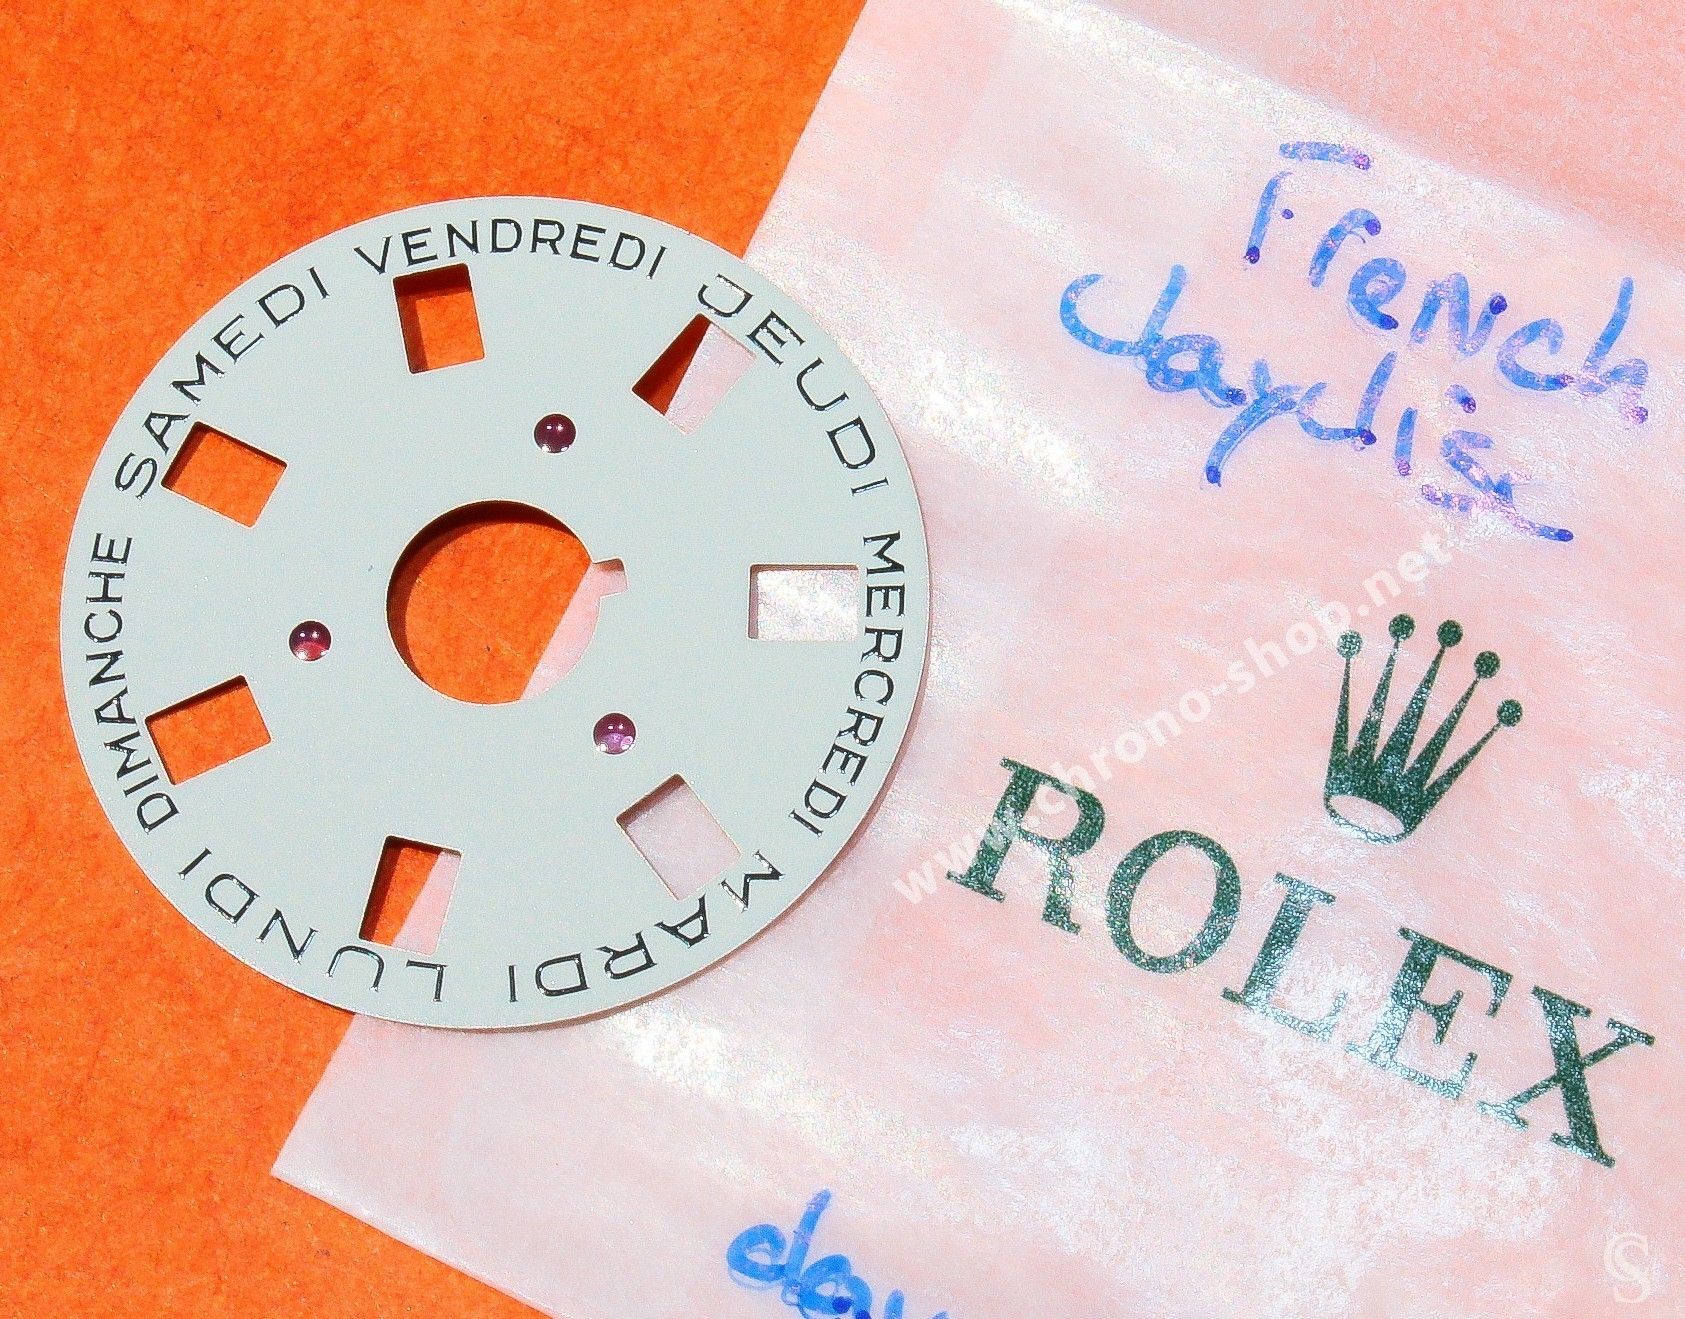 SAMEDI VENDREDI JEUDI MERCREDI MARDI LUNDI DIMANCHE
French
daydisc
www.chrono-shop.net
ROLEX